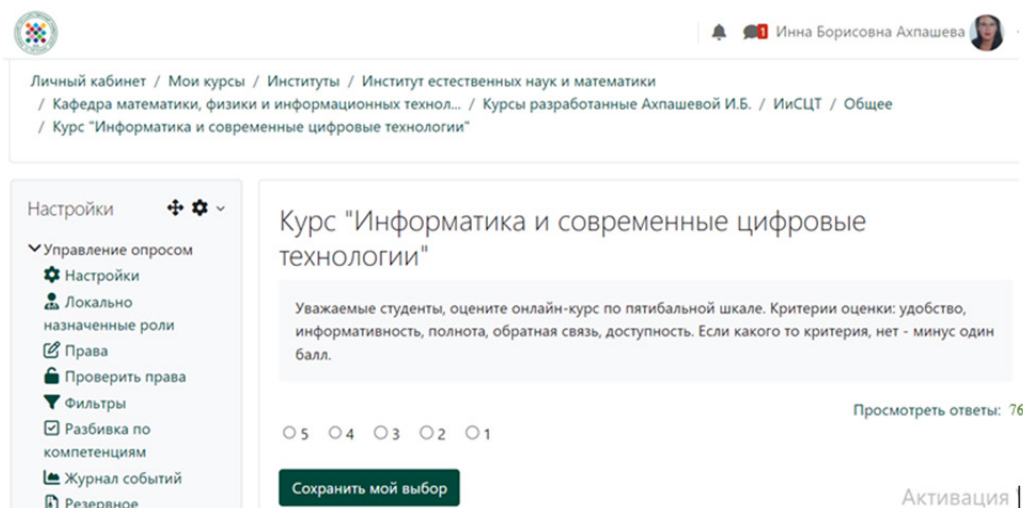 1 Инна Борисовна Ахпашева
Личный кабинет / Мои курсы / Институты / Институт естественных наук и математики
/ Кафедра математики, физики и информационных технол... / Курсы разработанные Ахпашевой И.Б. / ИиСЦТ / Общее
/ Курс "Информатика и современные цифровые технологии"
Настройки
Управление опросом
Настройки
Локально
назначенные роли
Права
Проверить права
Фильтры
Разбивка по
компетенциям
Журнал событий
Резервное
Курс "Информатика и современные цифровые
технологии"
Уважаемые студенты, оцените онлайн-курс по пятибальной шкале. Критерии оценки: удобство,
информативность, полнота, обратная связь, доступность. Если какого то критерия, нет - минус один
балл.
Просмотреть ответы: 76
5 4 3 2 1
Сохранить мой выбор
Активация